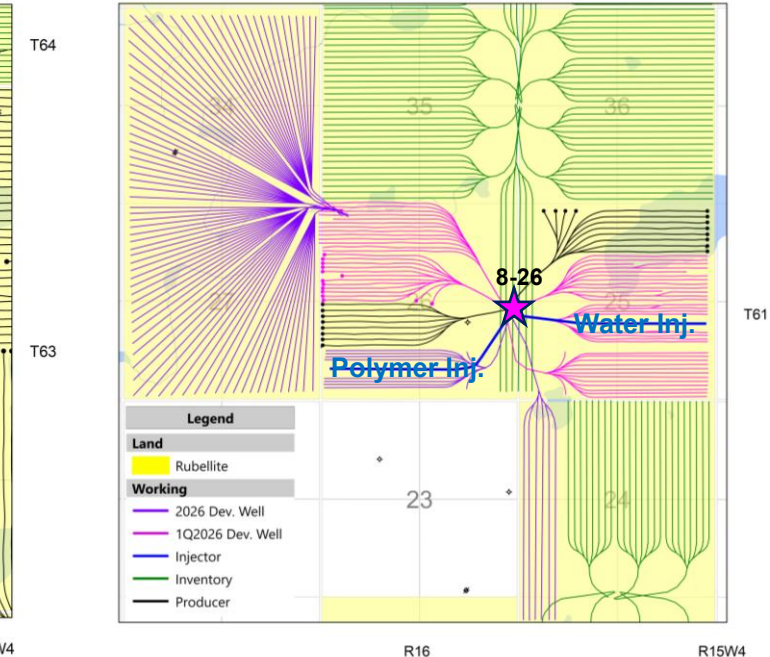 T64
34
35
36
8-26
27
26
25
Water Inj.
T61
T63
Polymer Inj.
Legend
Land
Rubellite
Working
2026 Dev. Well
1Q2026 Dev. Well
Injector
Inventory
Producer
23
24
W4
R16
R15W4